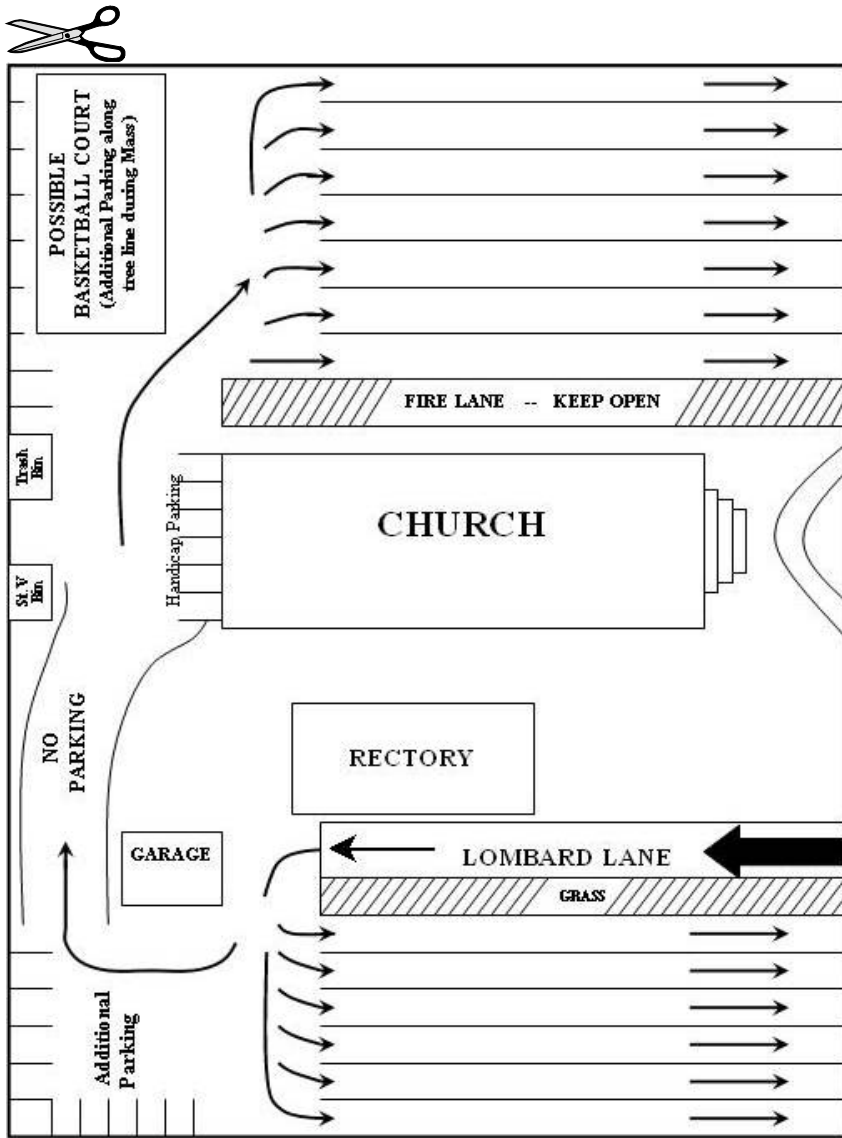 POSSIBLE
BASKETBALL COURT
(Additional Parking along
tree line during Mass)
FIRE LANE -- KEEP OPEN
Trash
Bin
Handicap Parking
CHURCH
St. V
Bin
NO
PARKING
RECTORY
GARAGE
LOMBARD LANE
GRASS
Additional
Parking